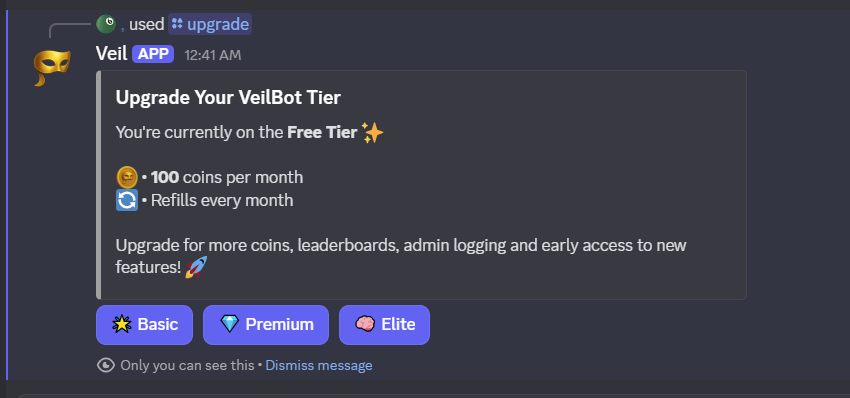 , used upgrade
Veil APP 12:41 AM
Upgrade Your VeilBot Tier
You're currently on the Free Tier ✨
• 100 coins per month
• Refills every month
Upgrade for more coins, leaderboards, admin logging and early access to new
features! 🚀
🌟 Basic
💎 Premium
🧠 Elite
Only you can see this • Dismiss message